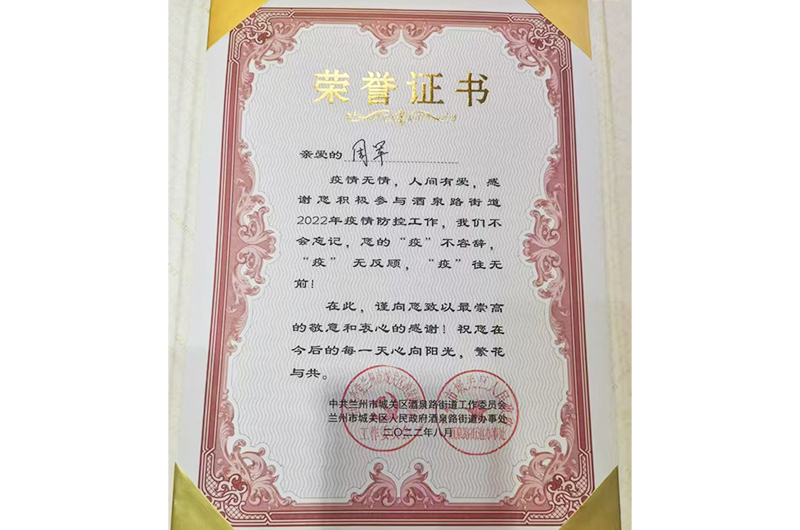 荣誉证书
亲爱的 周军
疫情无情，人间有爱，感
谢您积极参与酒泉路街道
2022年疫情防控工作，我们不
会忘记，您的“疫”不容辞，
“疫”无反顾，“疫”往无
前！
在此，谨向您致以最崇高
的敬意和衷心的感谢！祝您在
今后的每一天心向阳光，繁花
与共。
中共兰州市城关区酒泉路街道工作委员会
兰州市城关区人民政府酒泉路街道办事处
二〇二二年八月